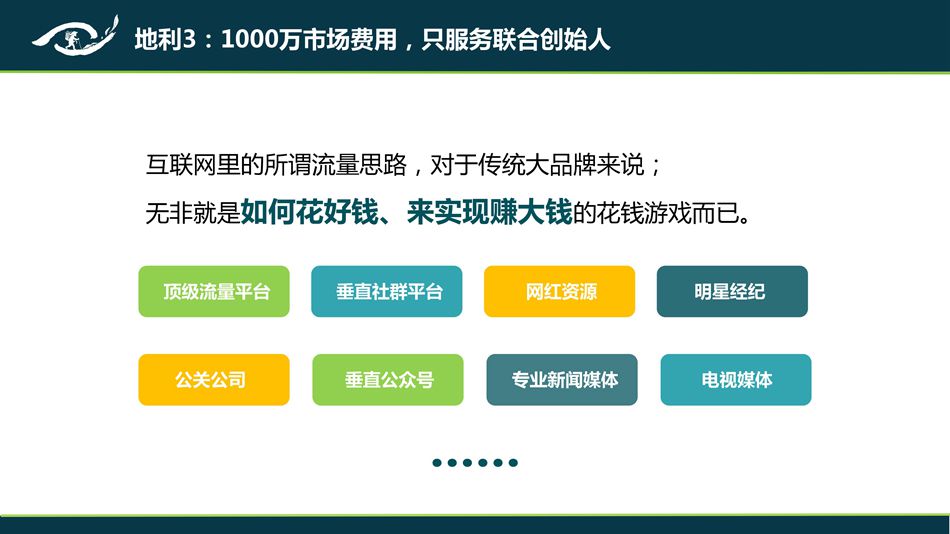 地利3：1000万市场费用，只服务联合创始人
互联网里的所谓流量思路，对于传统大品牌来说；
无非就是如何花好钱、来实现赚大钱的花钱游戏而已。
顶级流量平台
垂直社群平台
网红资源
明星经纪
公关公司
垂直公众号
专业新闻媒体
电视媒体
······